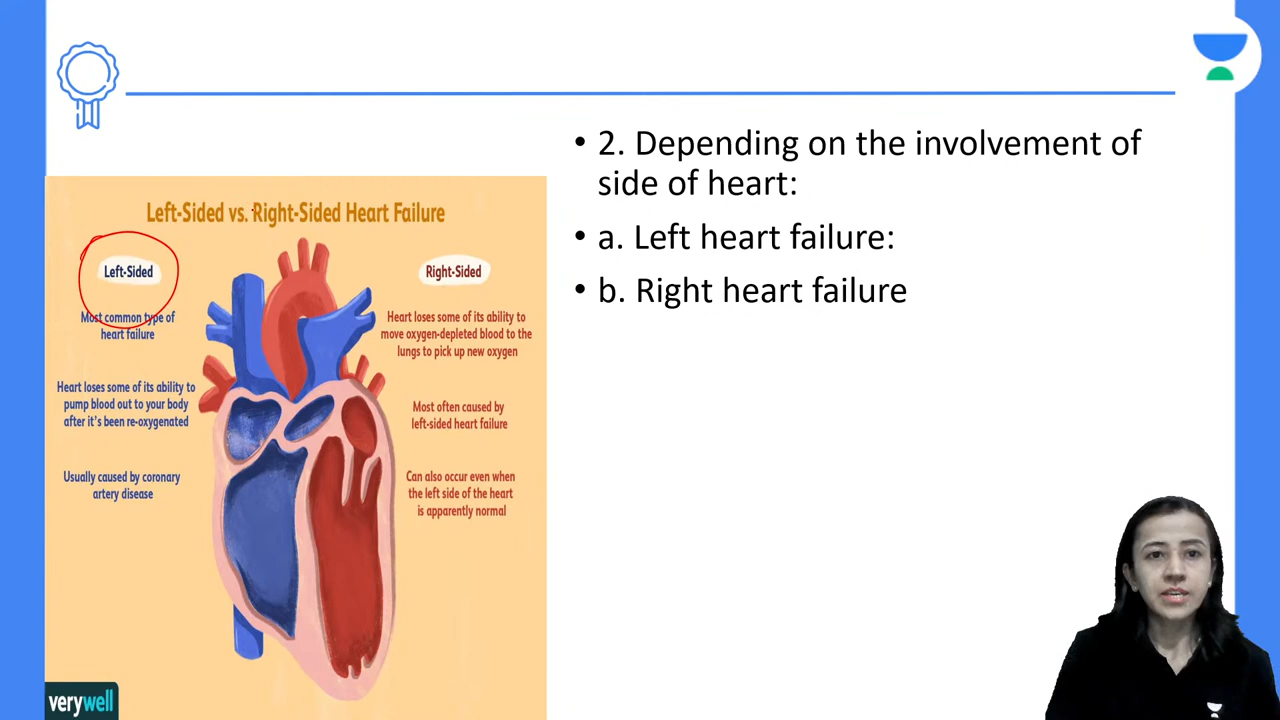 • 2. Depending on the involvement of
side of heart:
• a. Left heart failure:
• b. Right heart failure
Left-Sided vs. Right-Sided Heart Failure
Left-Sided
Most common type of
heart failure
Heart loses some of its ability to
pump blood out to your body
after it's been re-oxygenated
Usually caused by coronary
artery disease
Right-Sided
Heart loses some of its ability to
move oxygen-depleted blood to the
lungs to pick up new oxygen
Most often caused by
left-sided heart failure
Can also occur even when
the left side of the heart
is apparently normal
verywell